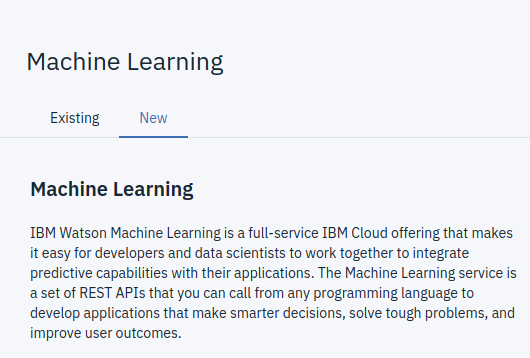 Machine Learning
Existing
New
Machine Learning
IBM Watson Machine Learning is a full-service IBM Cloud offering that makes
it easy for developers and data scientists to work together to integrate
predictive capabilities with their applications. The Machine Learning service is
a set of REST APIs that you can call from any programming language to
develop applications that make smarter decisions, solve tough problems, and
improve user outcomes.